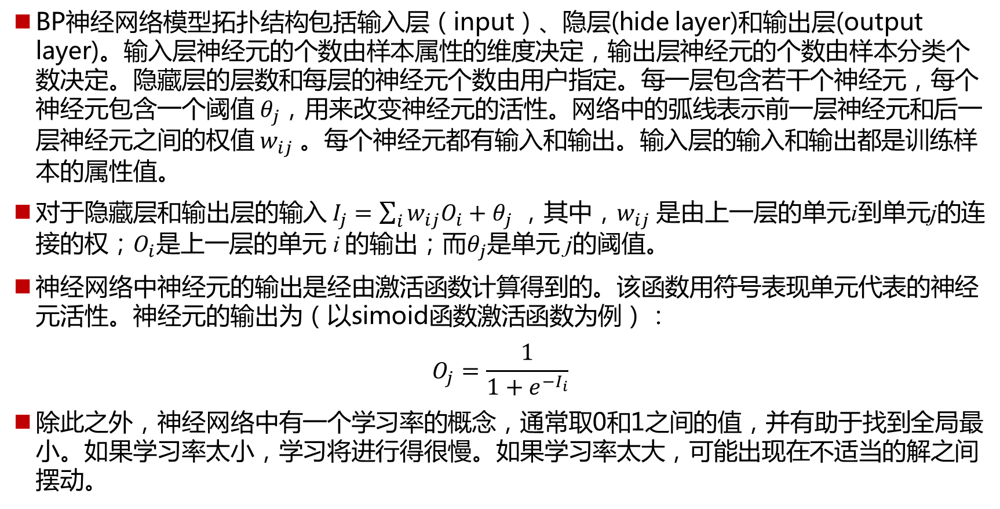 BP神经网络模型拓扑结构包括输入层（input）、隐层(hide layer)和输出层(output
layer)。输入层神经元的个数由样本属性的维度决定，输出层神经元的个数由样本分类个
数决定。隐藏层的层数和每层的神经元个数由用户指定。每一层包含若干个神经元，每个
神经元包含一个阈值 θ_j，用来改变神经元的活性。网络中的弧线表示前一层神经元和后一
层神经元之间的权值 w_{ij} 。每个神经元都有输入和输出。输入层的输入和输出都是训练样
本的属性值。
对于隐藏层和输出层的输入 I_j = ∑_i w_{ij}O_i + θ_j ，其中，w_{ij} 是由上一层的单元i到单元j的连
接的权；O_i是上一层的单元 i 的输出；而θ_j是单元 j的阈值。
神经网络中神经元的输出是经由激活函数计算得到的。该函数用符号表现单元代表的神经
元活性。神经元的输出为（以simoid函数激活函数为例）：
O_j = \frac{1}{1 + e^{-I_i}}
除此之外，神经网络中有一个学习率的概念，通常取0和1之间的值，并有助于找到全局最
小。如果学习率太小，学习将进行得很慢。如果学习率太大，可能出现在不适当的解之间
摆动。